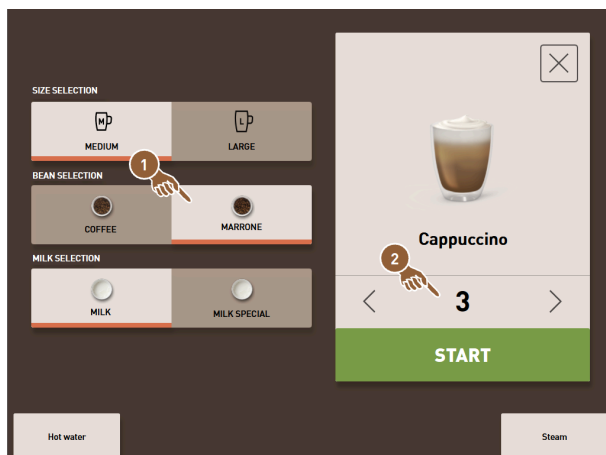 SIZE SELECTION
M
L
MEDIUM
LARGE
1
BEAN SELECTION
COFFEE
MARRONE
MILK SELECTION
MILK
MILK SPECIAL
Cappuccino
2
3
START
Hot water
Steam